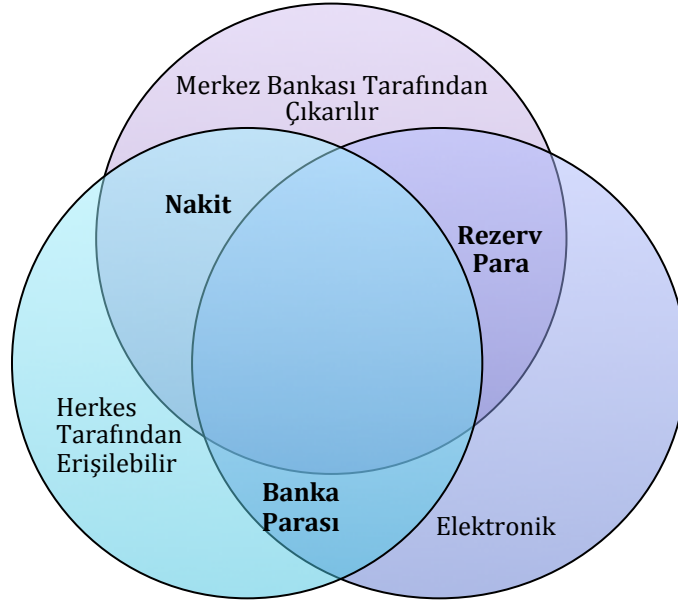 Merkez Bankası Tarafından
Çıkarılır
Nakit
Rezerv
Para
Herkes
Tarafından
Erişilebilir
Banka
Parası
Elektronik